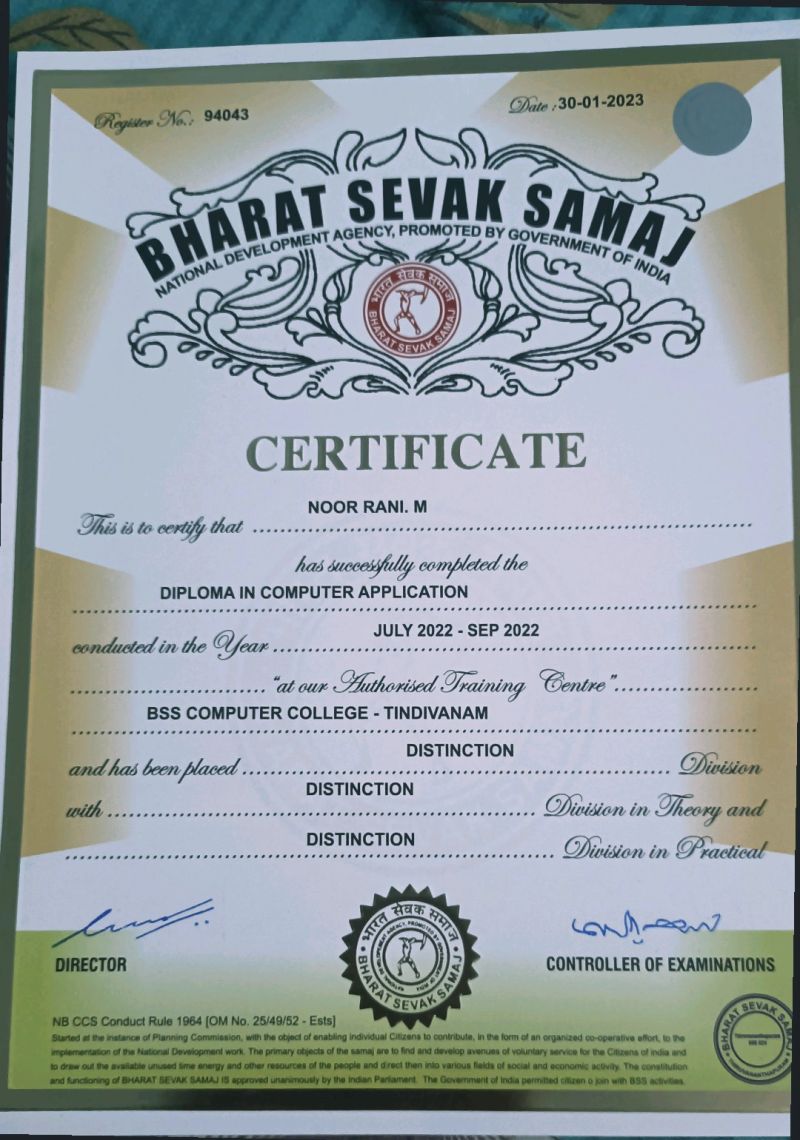 Register No.: 94043
Date : 30-01-2023
BHARAT SEVAK SAMAJ
NATIONAL DEVELOPMENT AGENCY, PROMOTED BY GOVERNMENT OF INDIA
भारत सेवक समाज
BHARAT SEVAK SAMAJ
CERTIFICATE
This is to certify that NOOR RANI. M
has successfully completed the
DIPLOMA IN COMPUTER APPLICATION
conducted in the Year JULY 2022 - SEP 2022
"at our Authorised Training Centre"
BSS COMPUTER COLLEGE - TINDIVANAM
and has been placed DISTINCTION Division
with DISTINCTION Division in Theory and
DISTINCTION Division in Practical
भारत सेवक समाज
BHARAT SEVAK SAMAJ
DIRECTOR
CONTROLLER OF EXAMINATIONS
NB CCS Conduct Rule 1964 [OM No. 25/49/52 - Ests]
Started at the instance of Planning Commission, with the object of enabling individual Citizens to contribute, in the form of an organized co-operative effort, to the
implementation of the National Development work. The primary objects of the samaj are to find and develop avenues of voluntary service for the Citizens of india and
to draw out the available unused time energy and other resources of the people and direct then into various fields of social and economic activity. The constitution
and functioning of BHARAT SEVAK SAMAJ IS approved unanimously by the Indian Parliament. The Government of India permitted citizen o join with BSS activities.
BHARAT SEVAK SAMAJ